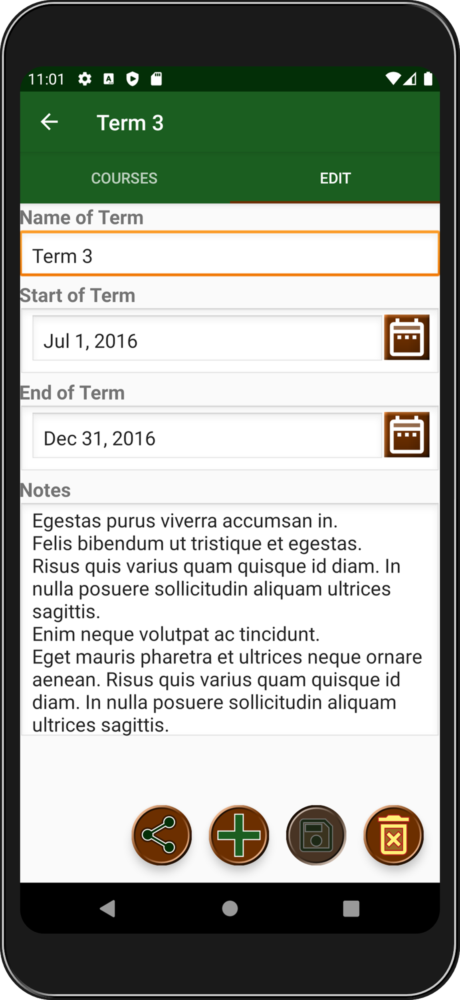 11:01
Term 3
COURSES
EDIT
Name of Term
Term 3
Start of Term
Jul 1, 2016
End of Term
Dec 31, 2016
Notes
Egestas purus viverra accumsan in.
Felis bibendum ut tristique et egestas.
Risus quis varius quam quisque id diam. In
nulla posuere sollicitudin aliquam ultrices
sagittis.
Enim neque volutpat ac tincidunt.
Eget mauris pharetra et ultrices neque ornare
aenean. Risus quis varius quam quisque id
diam. In nulla posuere sollicitudin aliquam
ultrices sagittis.